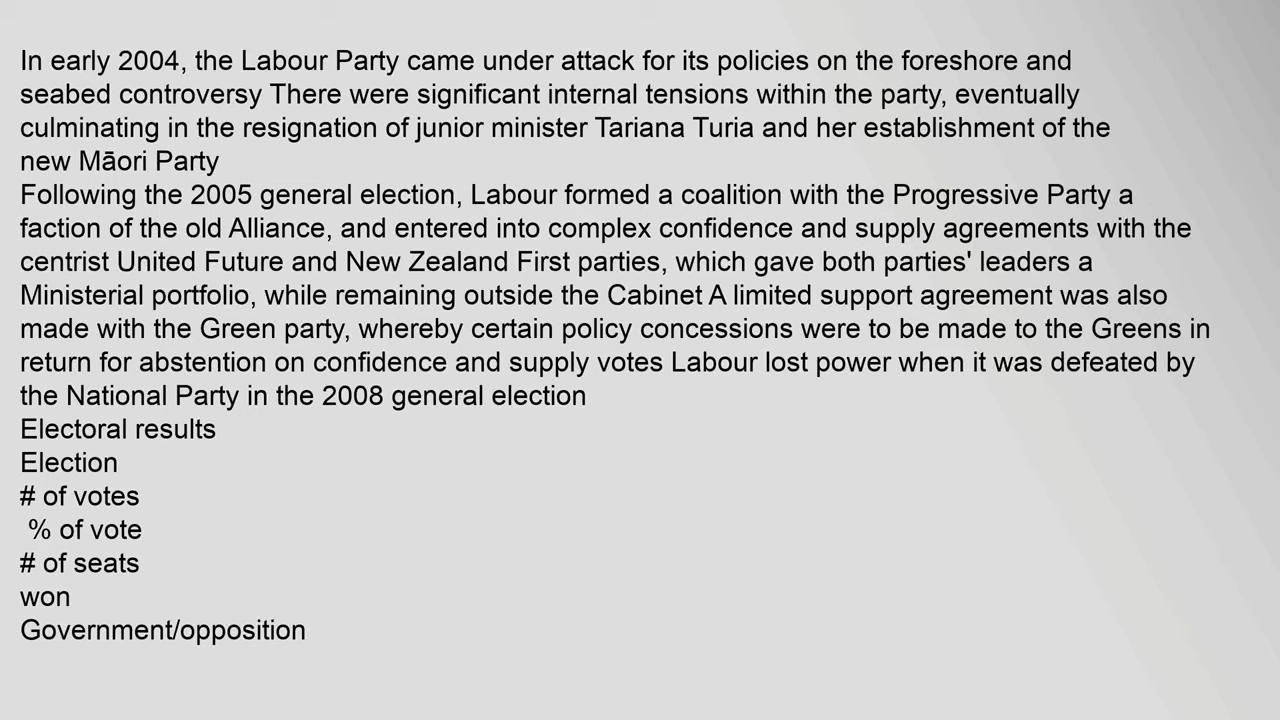 In early 2004, the Labour Party came under attack for its policies on the foreshore and
seabed controversy There were significant internal tensions within the party, eventually
culminating in the resignation of junior minister Tariana Turia and her establishment of the
new Māori Party
Following the 2005 general election, Labour formed a coalition with the Progressive Party a
faction of the old Alliance, and entered into complex confidence and supply agreements with the
centrist United Future and New Zealand First parties, which gave both parties' leaders a
Ministerial portfolio, while remaining outside the Cabinet A limited support agreement was also
made with the Green party, whereby certain policy concessions were to be made to the Greens in
return for abstention on confidence and supply votes Labour lost power when it was defeated by
the National Party in the 2008 general election
Electoral results
Election
# of votes
% of vote
# of seats
won
Government/opposition